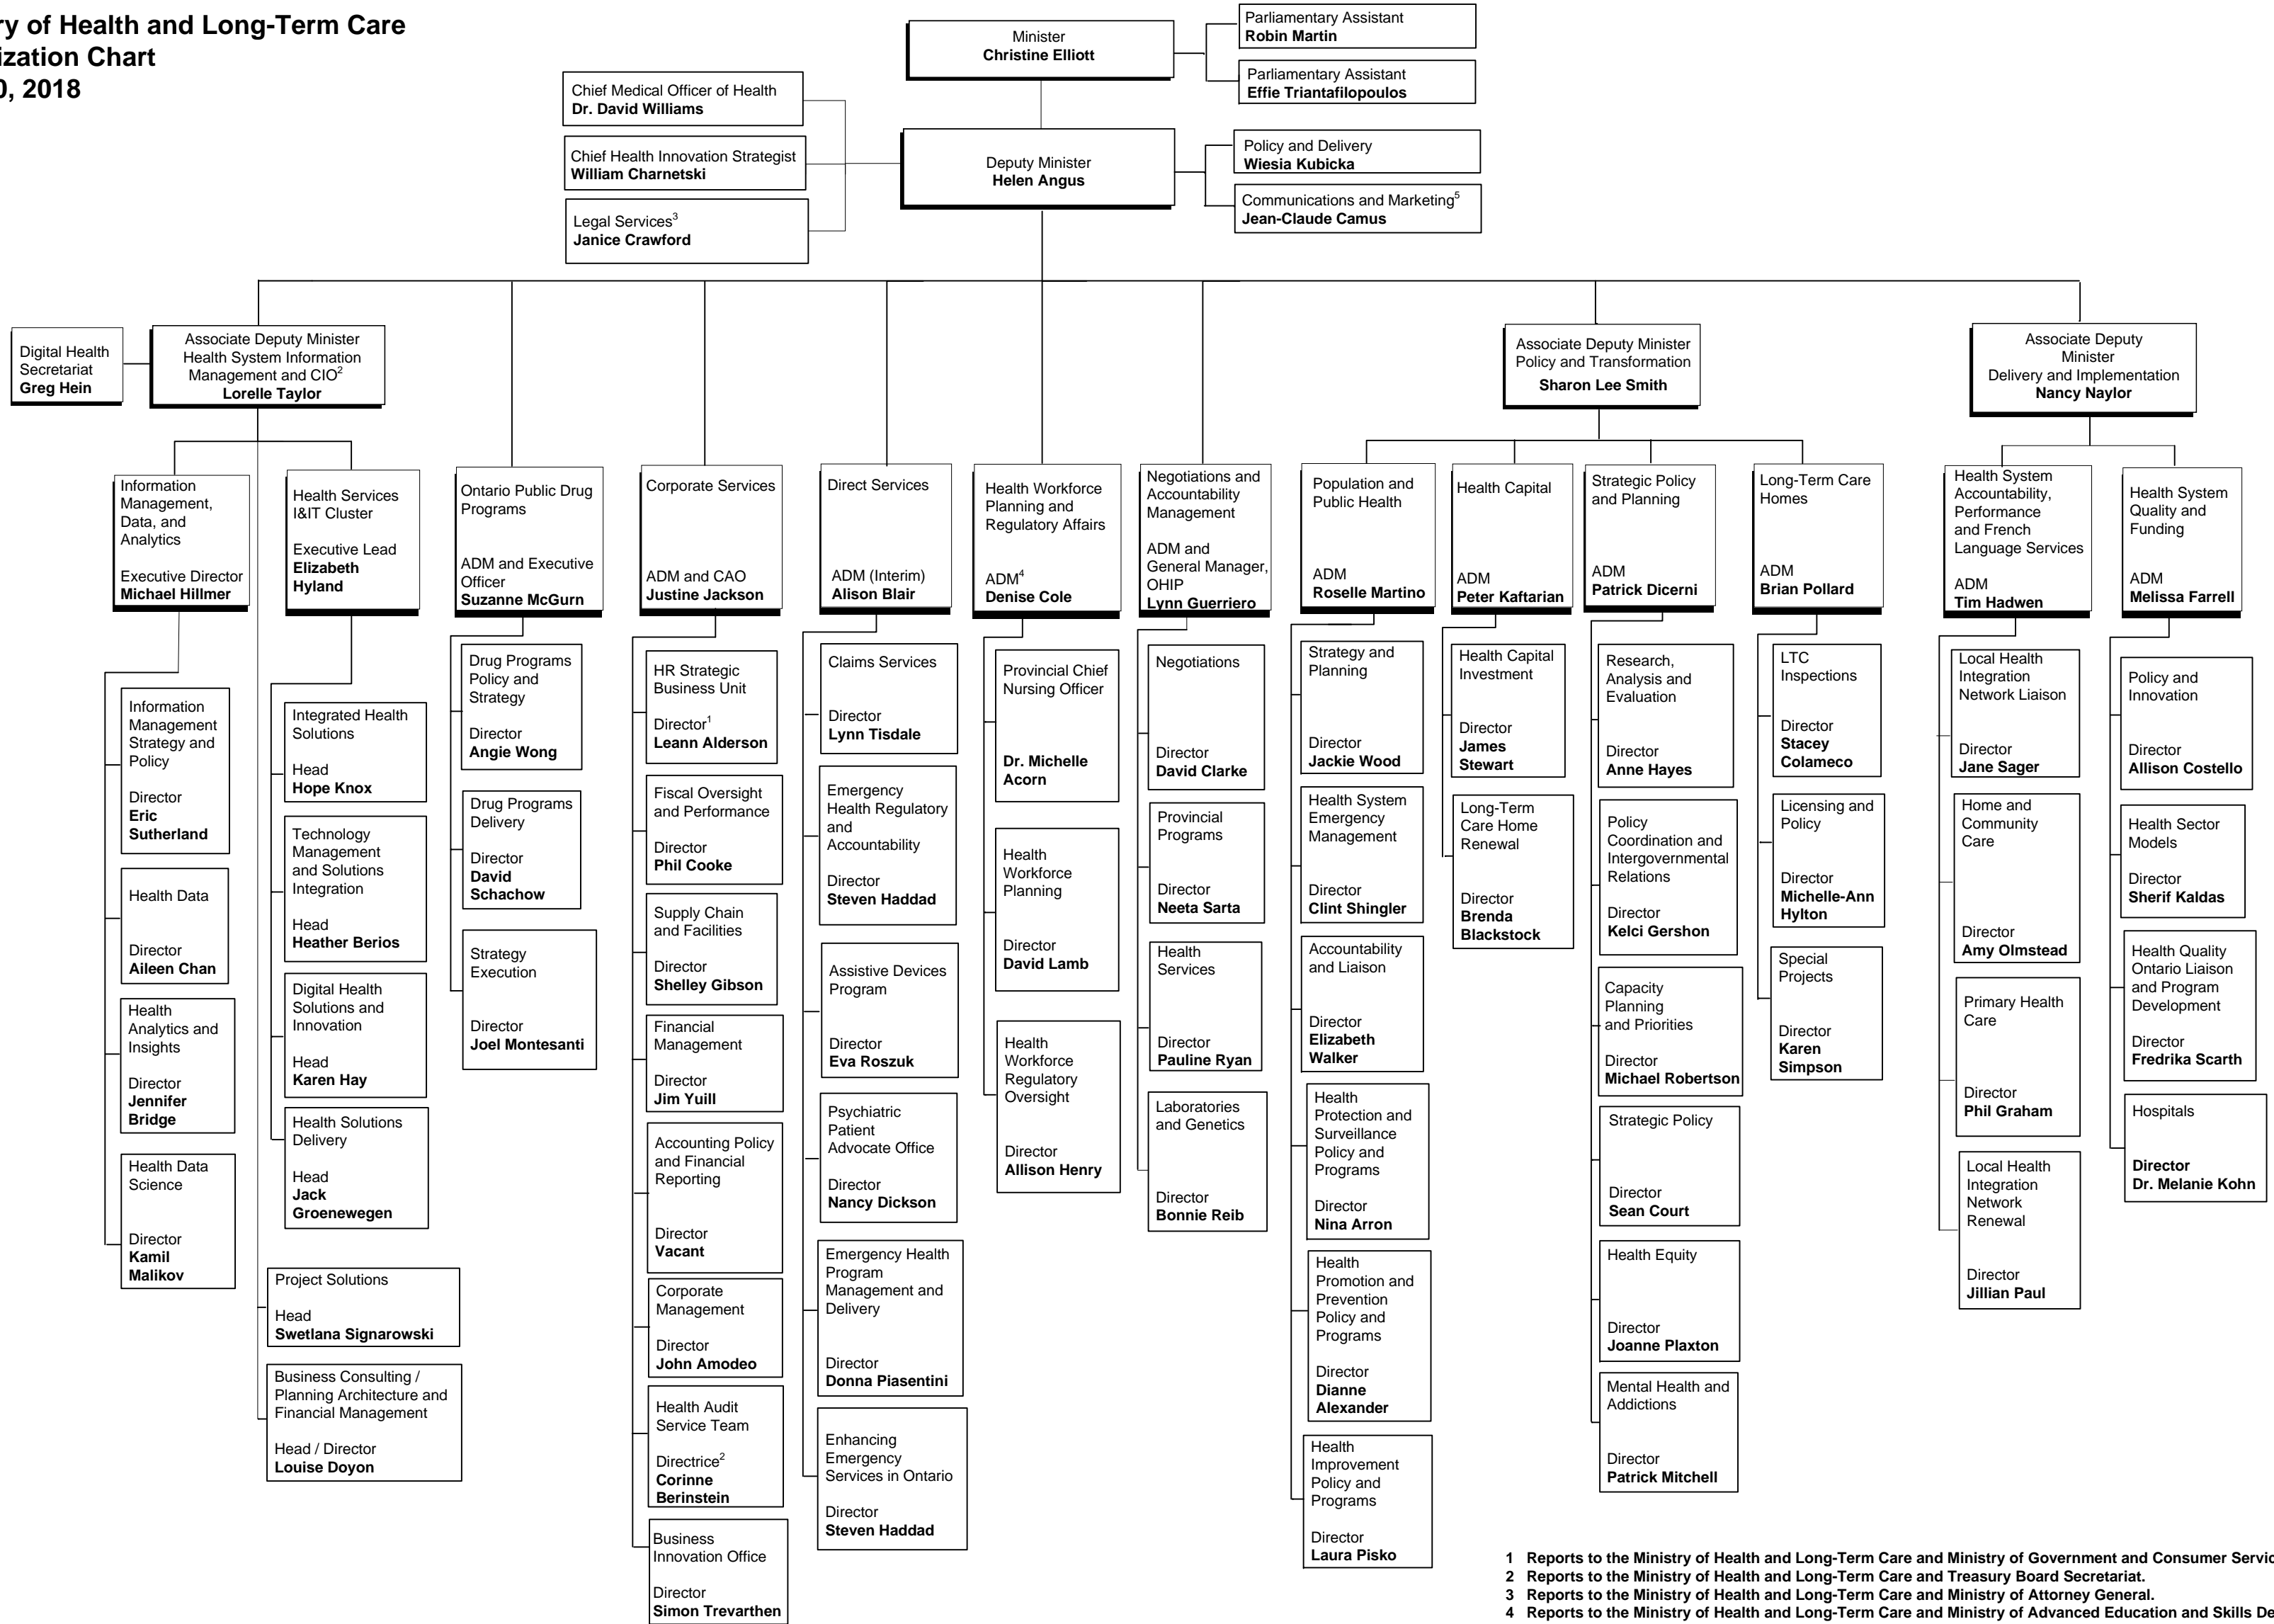 ry of Health and Long-Term Care
ization Chart
0, 2018
Minister
Christine Elliott
Parliamentary Assistant
Robin Martin
Parliamentary Assistant
Effie Triantafilopoulos
Chief Medical Officer of Health
Dr. David Williams
Chief Health Innovation Strategist
William Charnetski
Legal Services3
Janice Crawford
Deputy Minister
Helen Angus
Policy and Delivery
Wiesia Kubicka
Communications and Marketing5
Jean-Claude Camus
Digital Health
Secretariat
Greg Hein
Associate Deputy Minister
Health System Information
Management and CIO2
Lorelle Taylor
Associate Deputy Minister
Policy and Transformation
Sharon Lee Smith
Associate Deputy
Minister
Delivery and Implementation
Nancy Naylor
Information
Management,
Data, and
Analytics
Executive Director
Michael Hillmer
Health Services
I&IT Cluster
Executive Lead
Elizabeth
Hyland
Ontario Public Drug
Programs
ADM and Executive
Officer
Suzanne McGurn
Corporate Services
ADM and CAO
Justine Jackson
Direct Services
ADM (Interim)
Alison Blair
Health Workforce
Planning and
Regulatory Affairs
ADM4
Denise Cole
Negotiations and
Accountability
Management
ADM and
General Manager,
OHIP
Lynn Guerriero
Population and
Public Health
ADM
Roselle Martino
Health Capital
ADM
Peter Kaftarian
Strategic Policy
and Planning
ADM
Patrick Dicerni
Long-Term Care
Homes
ADM
Brian Pollard
Health System
Accountability,
Performance
and French
Language Services
ADM
Tim Hadwen
Health System
Quality and
Funding
ADM
Melissa Farrell
Information
Management
Strategy and
Policy
Director
Eric
Sutherland
Health Data
Director
Aileen Chan
Health
Analytics and
Insights
Director
Jennifer
Bridge
Health Data
Science
Director
Kamil
Malikov
Integrated Health
Solutions
Head
Hope Knox
Technology
Management
and Solutions
Integration
Head
Heather Berios
Digital Health
Solutions and
Innovation
Head
Karen Hay
Health Solutions
Delivery
Head
Jack
Groenewegen
Project Solutions
Head
Swetlana Signarowski
Business Consulting /
Planning Architecture and
Financial Management
Head / Director
Louise Doyon
Drug Programs
Policy and
Strategy
Director
Angie Wong
Drug Programs
Delivery
Director
David
Schachow
Strategy
Execution
Director
Joel Montesanti
HR Strategic
Business Unit
Director1
Leann Alderson
Fiscal Oversight
and Performance
Director
Phil Cooke
Supply Chain
and Facilities
Director
Shelley Gibson
Financial
Management
Director
Jim Yuill
Accounting Policy
and Financial
Reporting
Director
Vacant
Corporate
Management
Director
John Amodeo
Health Audit
Service Team
Directrice2
Corinne
Berinstein
Business
Innovation Office
Director
Simon Trevarthen
Claims Services
Director
Lynn Tisdale
Emergency
Health Regulatory
and
Accountability
Director
Steven Haddad
Assistive Devices
Program
Director
Eva Roszuk
Psychiatric
Patient
Advocate Office
Director
Nancy Dickson
Emergency Health
Program
Management and
Delivery
Director
Donna Piasentini
Enhancing
Emergency
Services in Ontario
Director
Steven Haddad
Provincial Chief
Nursing Officer
Dr. Michelle
Acorn
Health
Workforce
Planning
Director
David Lamb
Health
Workforce
Regulatory
Oversight
Director
Allison Henry
Negotiations
Director
David Clarke
Provincial
Programs
Director
Neeta Sarta
Health
Services
Director
Pauline Ryan
Laboratories
and Genetics
Director
Bonnie Reib
Strategy and
Planning
Director
Jackie Wood
Health System
Emergency
Management
Director
Clint Shingler
Accountability
and Liaison
Director
Elizabeth
Walker
Health
Protection and
Surveillance
Policy and
Programs
Director
Nina Arron
Health
Promotion and
Prevention
Policy and
Programs
Director
Dianne
Alexander
Health
Improvement
Policy and
Programs
Director
Laura Pisko
Health Capital
Investment
Director
James
Stewart
Long-Term
Care Home
Renewal
Director
Brenda
Blackstock
Research,
Analysis and
Evaluation
Director
Anne Hayes
Policy
Coordination and
Intergovernmental
Relations
Director
Kelci Gershon
Capacity
Planning
and Priorities
Director
Michael Robertson
Strategic Policy
Director
Sean Court
Health Equity
Director
Joanne Plaxton
Mental Health and
Addictions
Director
Patrick Mitchell
LTC
Inspections
Director
Stacey
Colameco
Licensing and
Policy
Director
Michelle-Ann
Hylton
Special
Projects
Director
Karen
Simpson
Local Health
Integration
Network Liaison
Director
Jane Sager
Home and
Community
Care
Director
Amy Olmstead
Primary Health
Care
Director
Phil Graham
Local Health
Integration
Network
Renewal
Director
Jillian Paul
Policy and
Innovation
Director
Allison Costello
Health Sector
Models
Director
Sherif Kaldas
Health Quality
Ontario Liaison
and Program
Development
Director
Fredrika Scarth
Hospitals
Director
Dr. Melanie Kohn
1 Reports to the Ministry of Health and Long-Term Care and Ministry of Government and Consumer Servic
2 Reports to the Ministry of Health and Long-Term Care and Treasury Board Secretariat.
3 Reports to the Ministry of Health and Long-Term Care and Ministry of Attorney General.
4 Reports to the Ministry of Health and Long-Term Care and Ministry of Advanced Education and Skills De